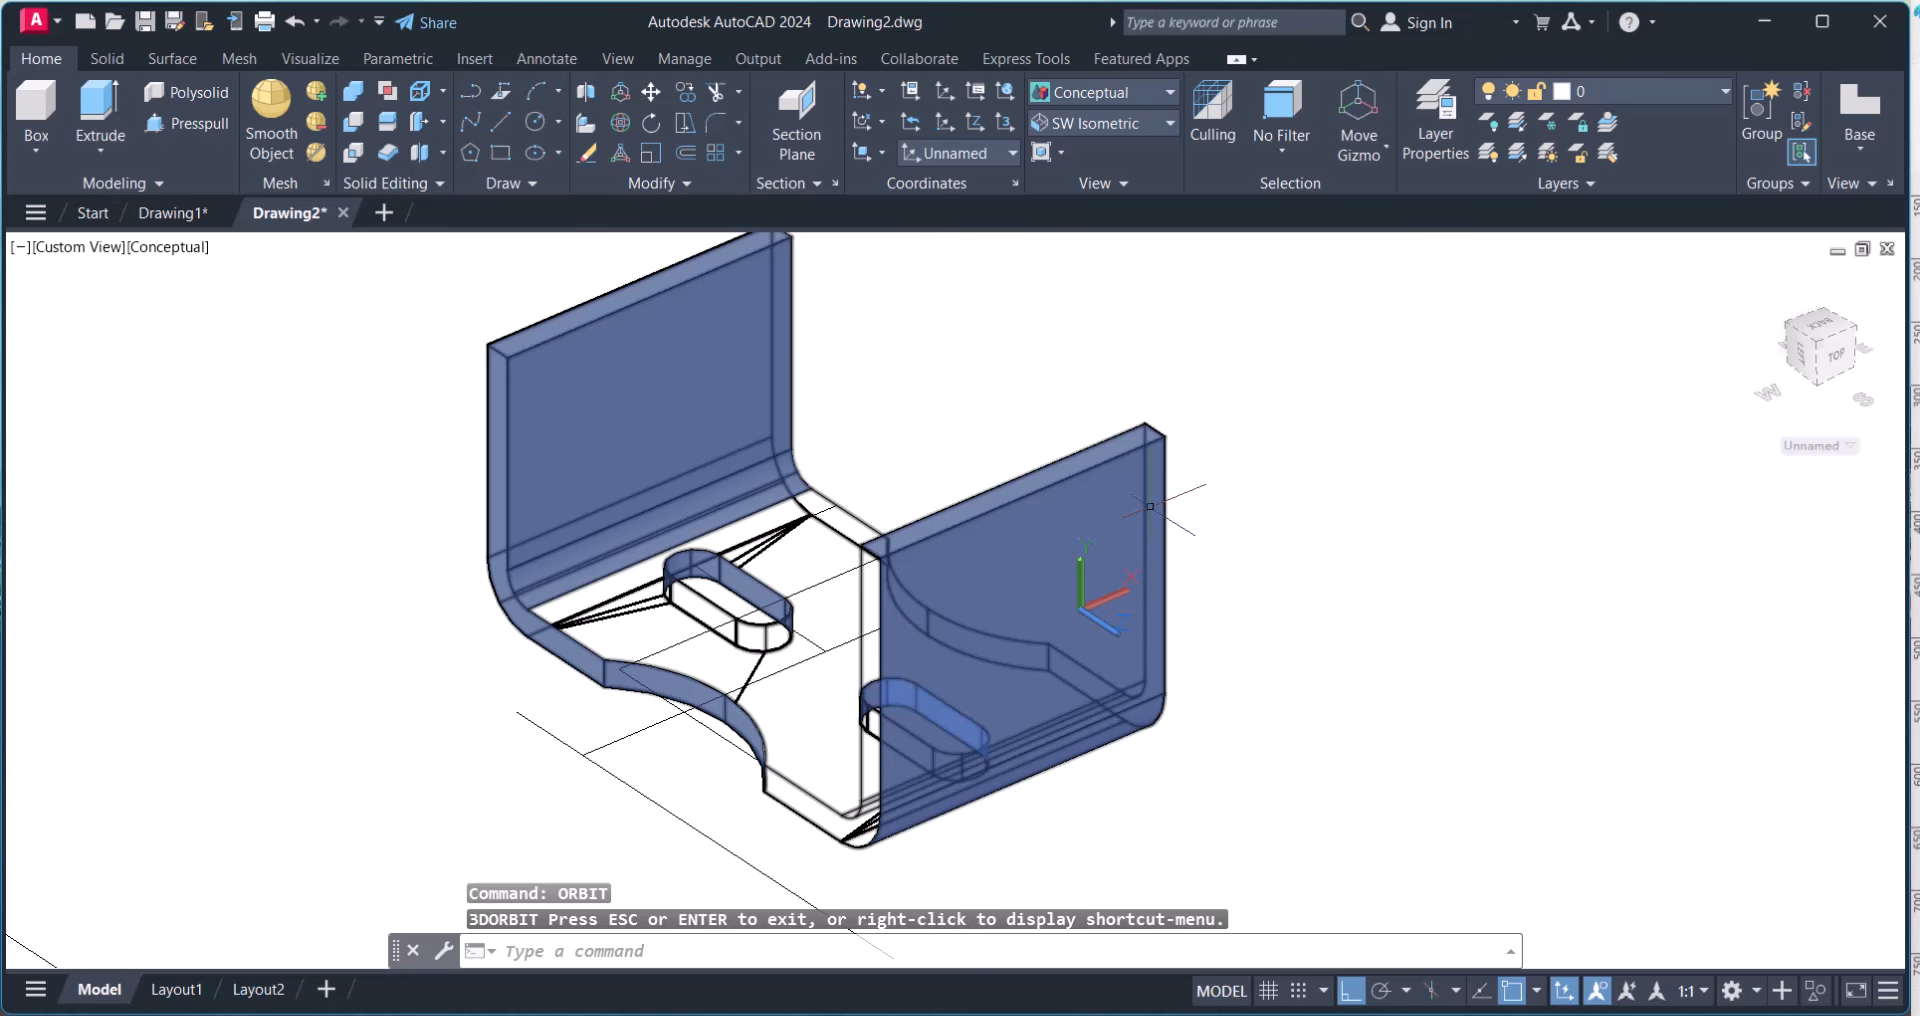 A Share Autodesk AutoCAD 2024 Drawing2.dwg Type a keyword or phrase Sign In
Home Solid Surface Mesh Visualize Parametric Insert Annotate View Manage Output Add-ins Collaborate Express Tools Featured Apps
Box
Extrude
Polysolid
Presspull
Modeling
Smooth
Object
Mesh
Solid Editing
Draw
Modify
Section
Plane
Section
Unnamed
Coordinates
Conceptual
SW Isometric
View
Culling
No Filter
Move
Gizmo
Selection
Layer
Properties
0
Layers
Group
Groups
Base
View
Start Drawing1* Drawing2*
[−][Custom View][Conceptual]
BACK
TOP
W
S
Unnamed
Y
X
Command: ORBIT
3DORBIT Press ESC or ENTER to exit, or right-click to display shortcut-menu.
Type a command
Model Layout1 Layout2 MODEL 1:1